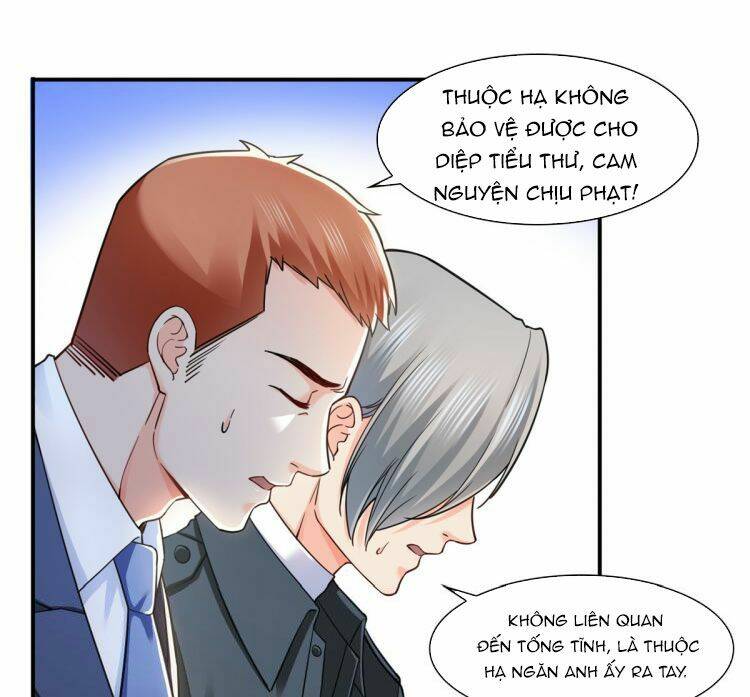 THUỘC HẠ KHÔNG
BẢO VỆ ĐƯỢC CHO
DIỆP TIỂU THƯ, CAM
NGUYỆN CHỊU PHẠT!
KHÔNG LIÊN QUAN
ĐẾN TỐNG TĨNH, LÀ THUỘC
HẠ NGĂN ANH ẤY RA TAY.